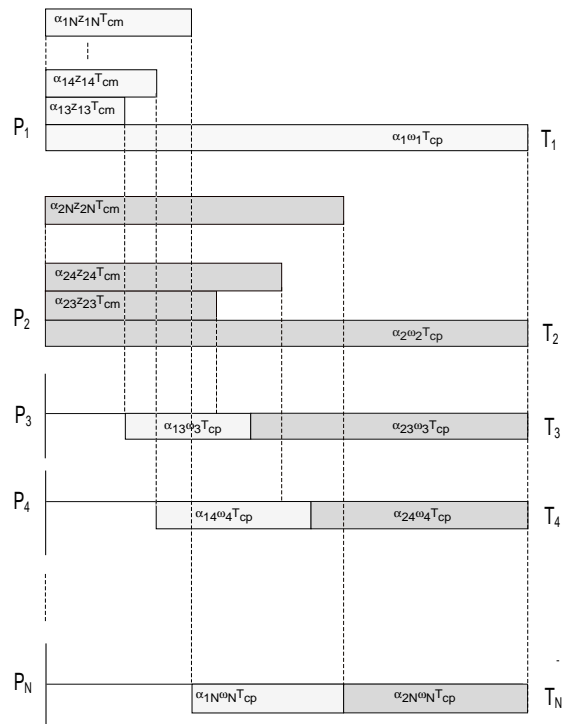 α1Nz1NTcm
α14z14Tcm
α13z13Tcm
P1
α1ω1Tcp
T1
α2Nz2NTcm
α24z24Tcm
α23z23Tcm
P2
α2ω2Tcp
T2
P3
α13ω3Tcp
α23ω3Tcp
T3
P4
α14ω4Tcp
α24ω4Tcp
T4
PN
α1NωNTcp
α2NωNTcp
TN